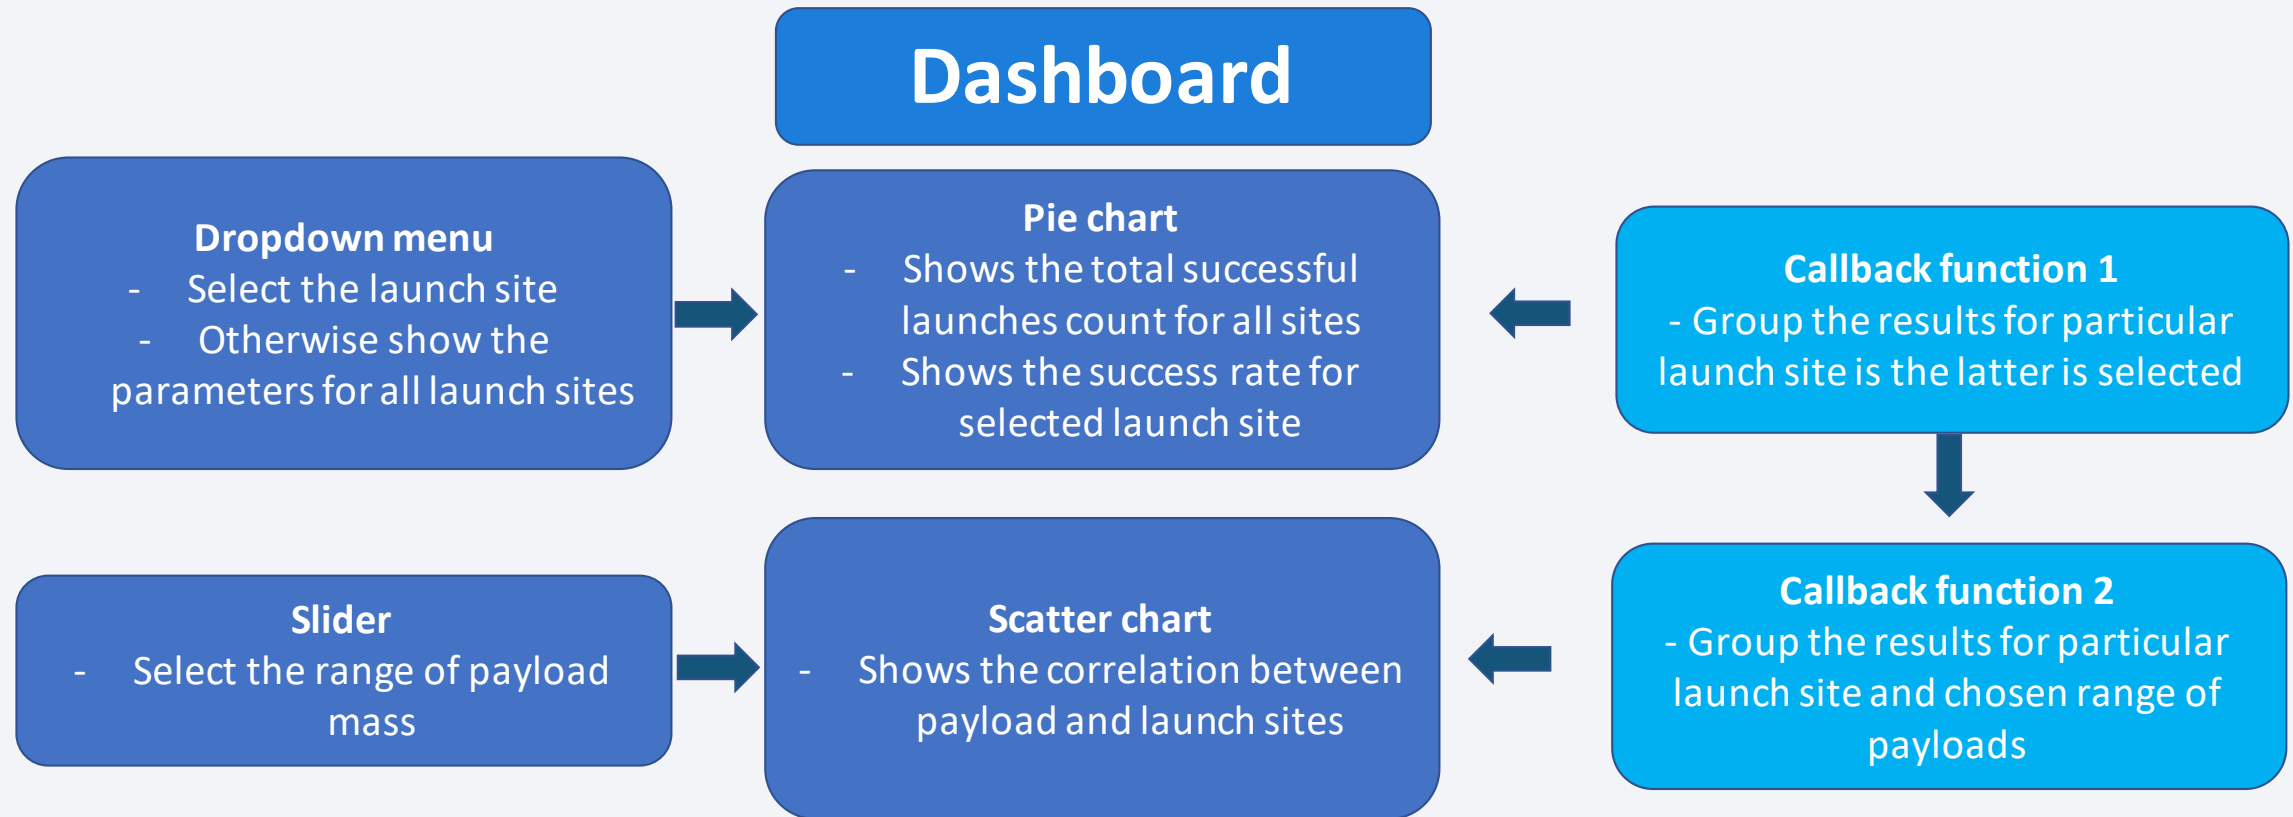 Dashboard
Dropdown menu
- Select the launch site
- Otherwise show the
parameters for all launch sites
Pie chart
- Shows the total successful
launches count for all sites
- Shows the success rate for
selected launch site
Callback function 1
- Group the results for particular
launch site is the latter is selected
Slider
- Select the range of payload
mass
Scatter chart
- Shows the correlation between
payload and launch sites
Callback function 2
- Group the results for particular
launch site and chosen range of
payloads